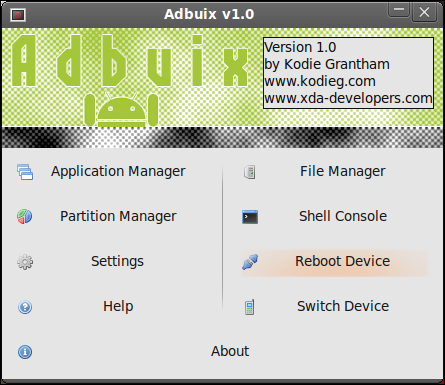 Adbuix v1.0
Adbuix
Version 1.0
by Kodie Grantham
www.kodieg.com
www.xda-developers.com
Application Manager
File Manager
Partition Manager
Shell Console
Settings
Reboot Device
Help
Switch Device
About